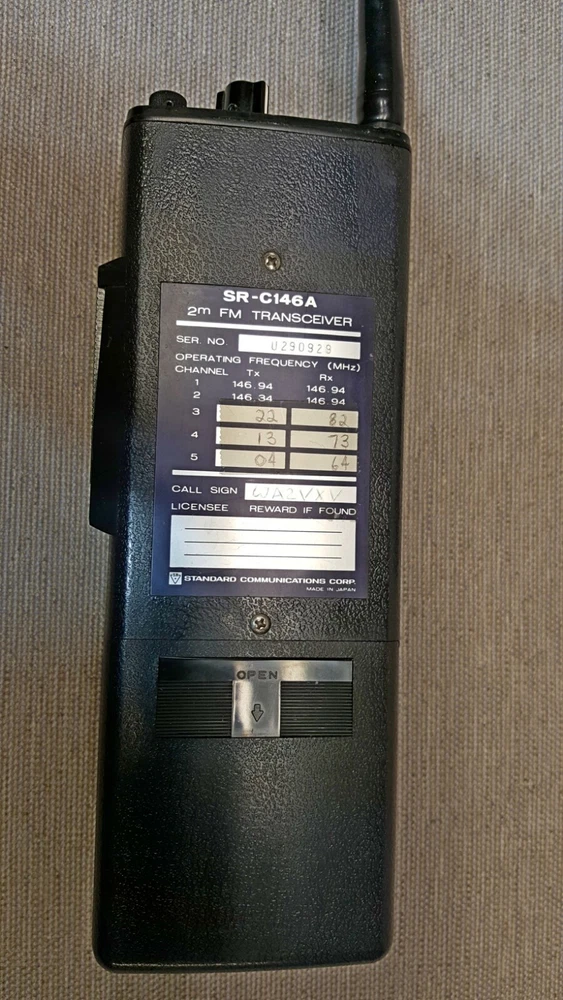 SR-C146A
2m FM TRANSCEIVER
SER. NO. U290929
OPERATING FREQUENCY (MHz)
CHANNEL Tx Rx
1 146.94 146.94
2 146.34 146.94
3 22 82
4 13 73
5 04 64
CALL SIGN WA2VXV
LICENSEE REWARD IF FOUND
STANDARD COMMUNICATIONS CORP.
MADE IN JAPAN
OPEN